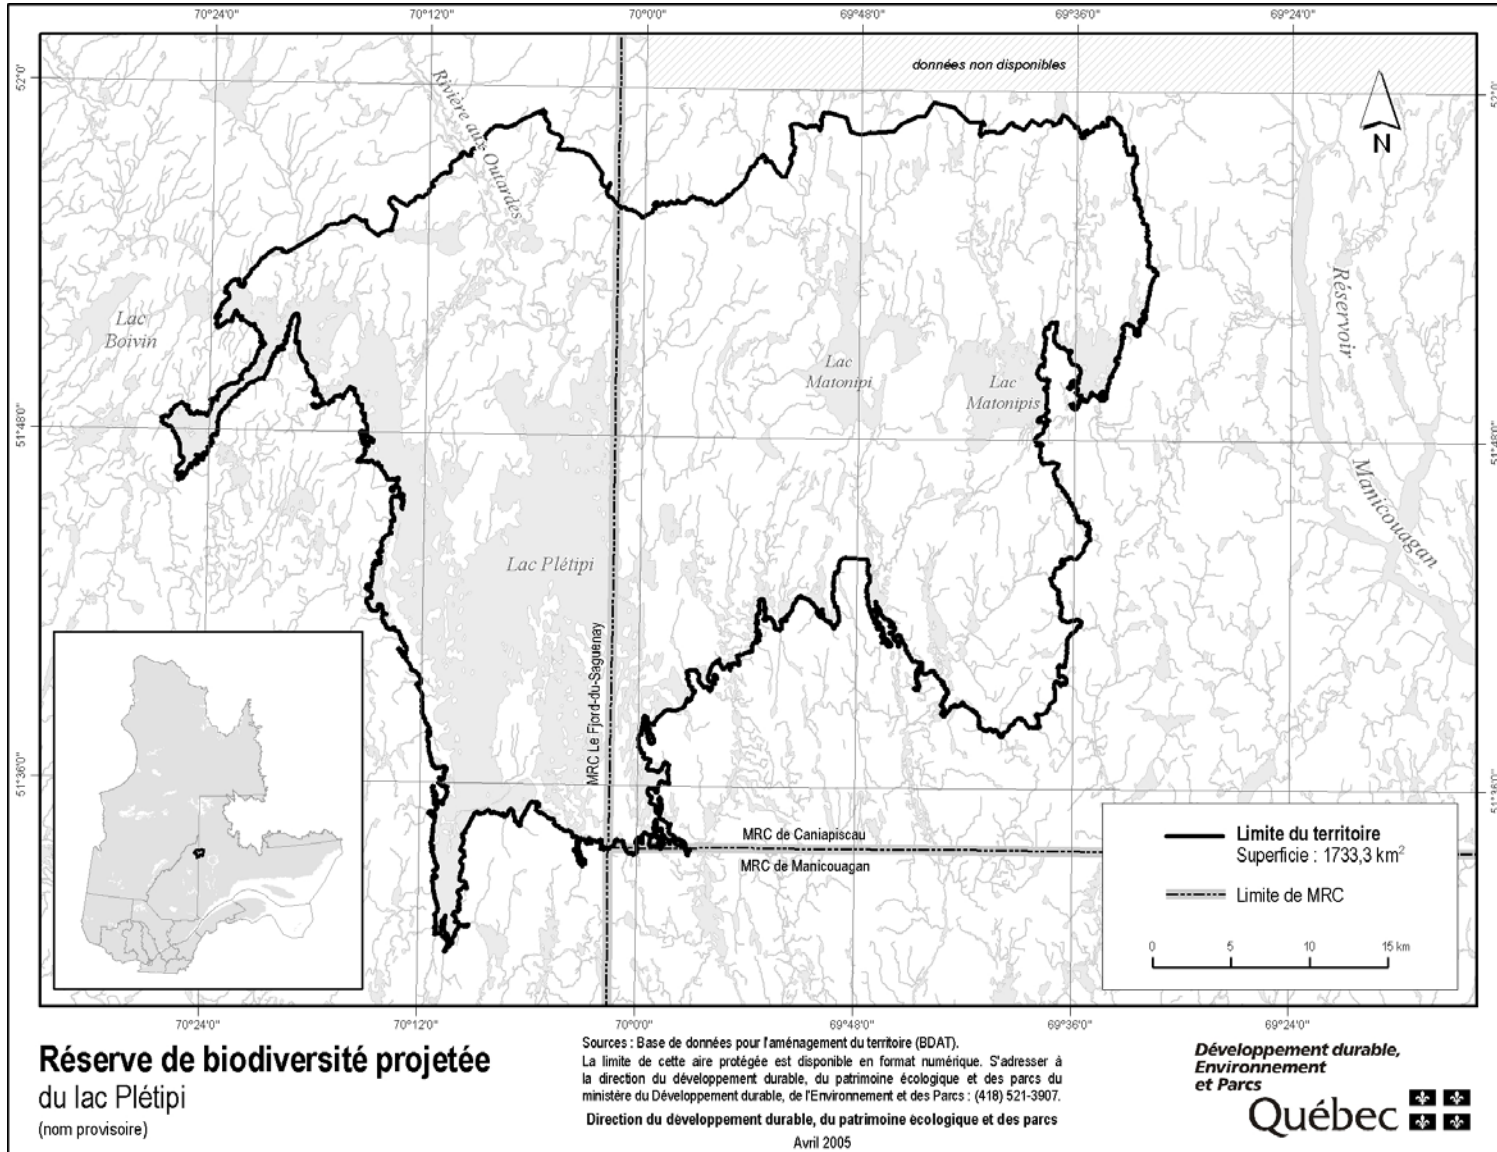 70°24'0"
70°12'0"
70°0'0"
69°48'0"
69°36'0"
69°24'0"
52°0'
52°0'
données non disponibles
N
Rivière aux Outardes
Réservoir
Manicouagan
Lac
Boivin
Lac
Matonipi
Lac
Matonipis
51°48'0"
51°48'0"
Lac Plétipi
MRC Le Fjord-du-Saguenay
51°36'0"
51°36'0"
MRC de Caniapiscau
MRC de Manicouagan
Limite du territoire
Superficie : 1733,3 km²
Limite de MRC
0 5 10 15 km
70°24'0"
70°12'0"
70°0'0"
69°48'0"
69°36'0"
69°24'0"
Réserve de biodiversité projetée
du lac Plétipi
(nom provisoire)
Sources : Base de données pour l'aménagement du territoire (BDAT).
La limite de cette aire protégée est disponible en format numérique. S'adresser à
la direction du développement durable, du patrimoine écologique et des parcs du
ministère du Développement durable, de l'Environnement et des Parcs : (418) 521-3907.
Direction du développement durable, du patrimoine écologique et des parcs
Avril 2005
Développement durable,
Environnement
et Parcs
Québec